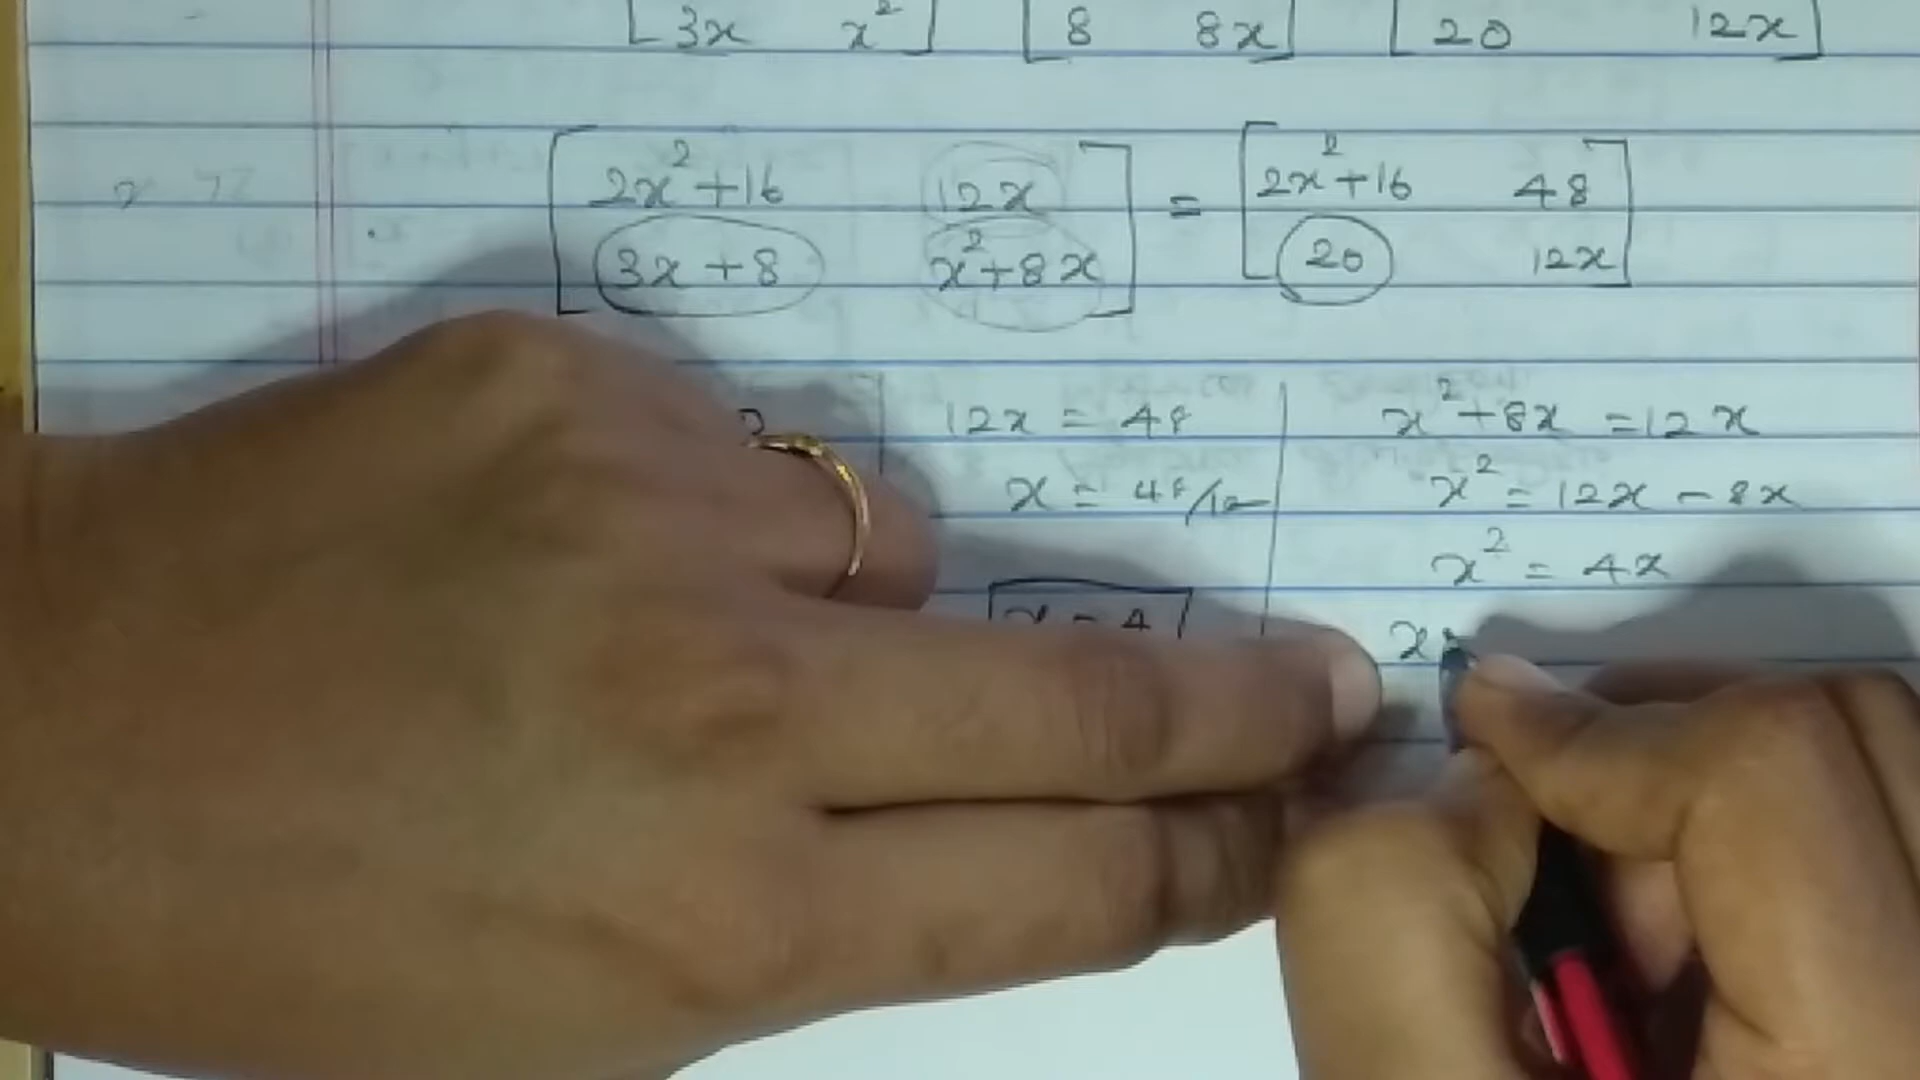 [3x x²] [8 8x] [20 12x]
[2x²+16 12x] = [2x²+16 48]
[3x+8 x²+8x] [20 12x]
12x = 48
x = 48/12
x = 4
x²+8x = 12x
x² = 12x - 8x
x² = 4x
x